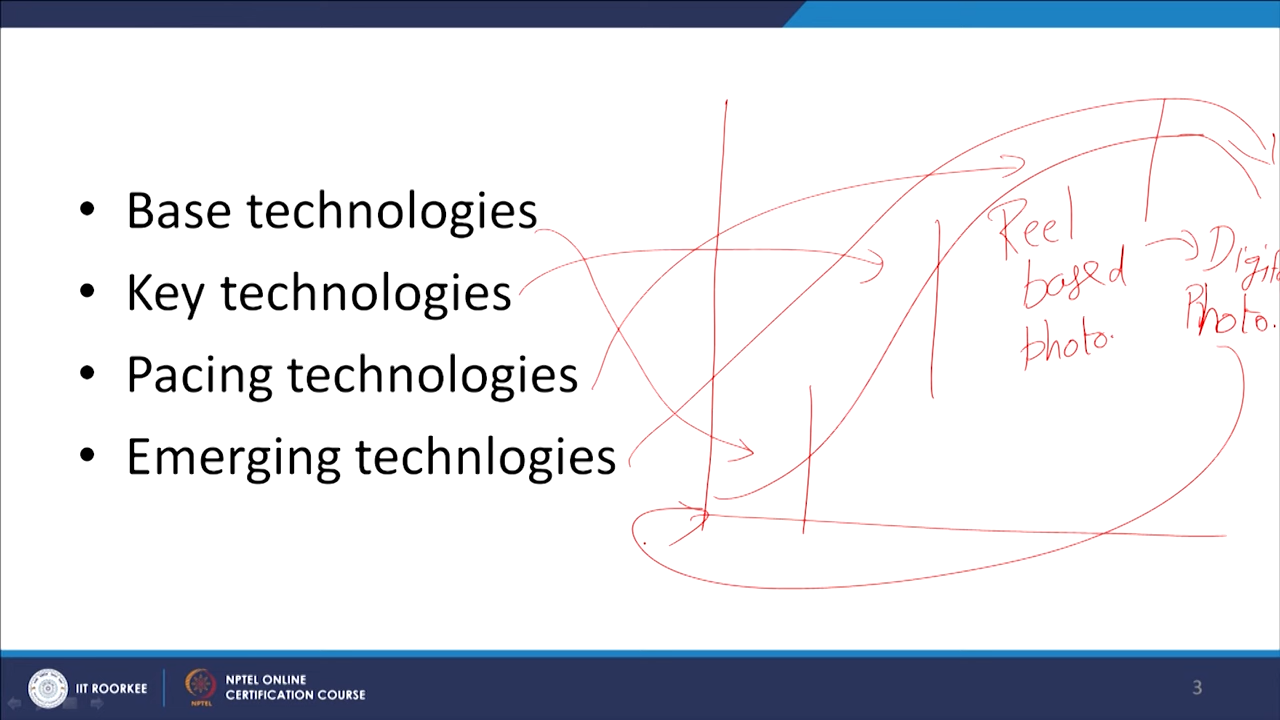 • Base technologies
• Key technologies
• Pacing technologies
• Emerging technlogies
Reel
based
photo.
Photo.
IIT ROORKEE
NPTEL
NPTEL ONLINE
CERTIFICATION COURSE
3